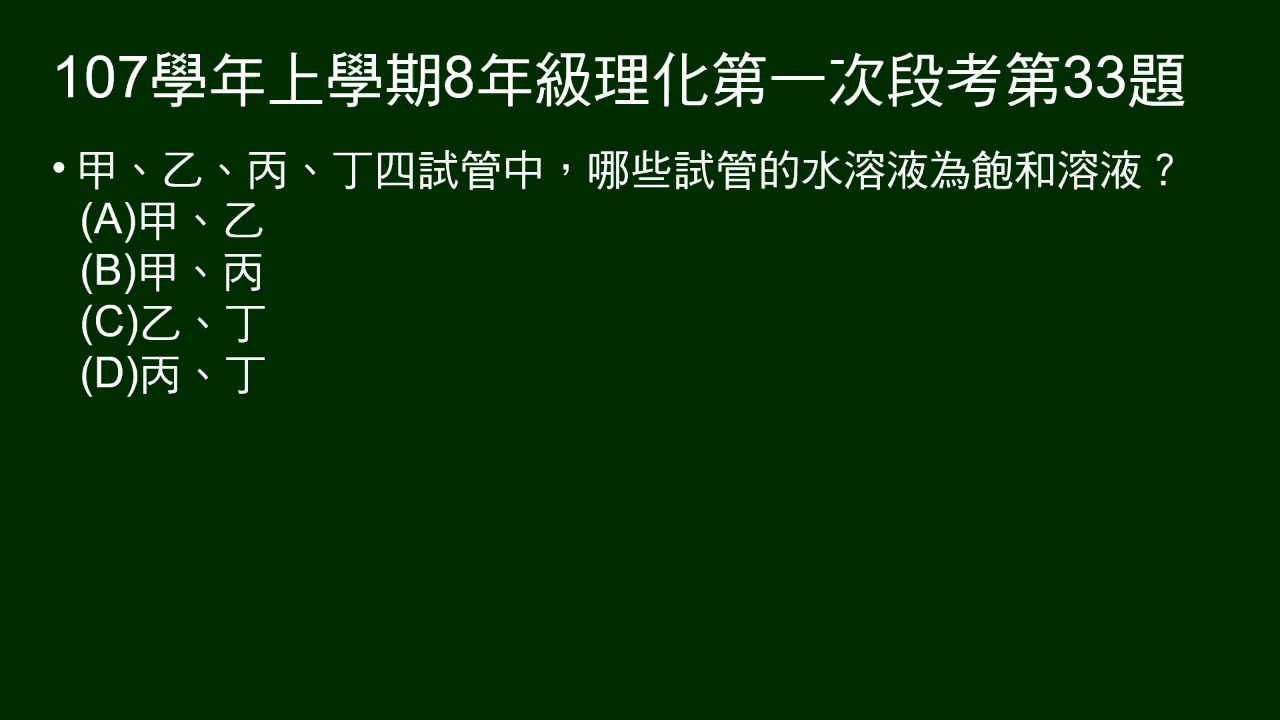 107學年上學期8年級理化第一次段考第33題
• 甲、乙、丙、丁四試管中，哪些試管的水溶液為飽和溶液？
(A)甲、乙
(B)甲、丙
(C)乙、丁
(D)丙、丁